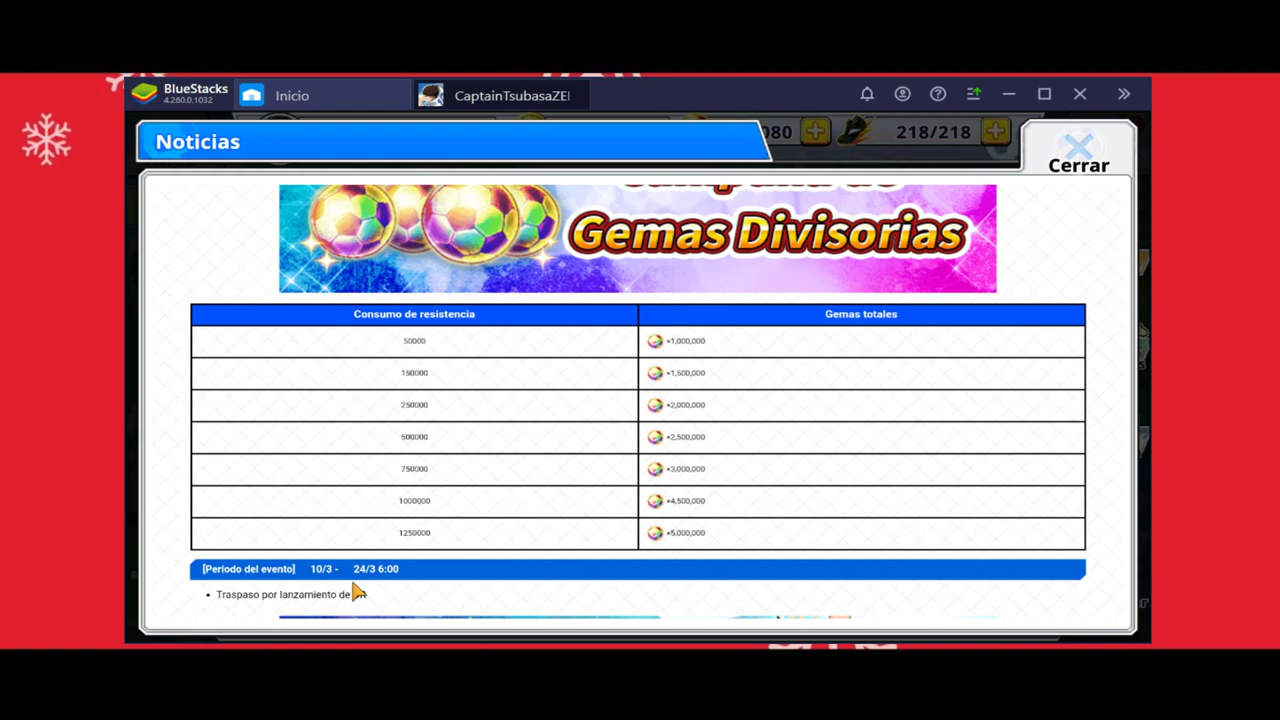 BlueStacks
4.260.0.1032
Inicio
CaptainTsubasaZE
Noticias
080
218/218
Cerrar
Gemas Divisorias
Consumo de resistencia
Gemas totales
50000
×1,000,000
150000
×1,500,000
250000
×2,000,000
500000
×2,500,000
750000
×3,000,000
1000000
×4,500,000
1250000
×5,000,000
[Periodo del evento] 10/3 - 24/3 6:00
• Traspaso por lanzamiento de